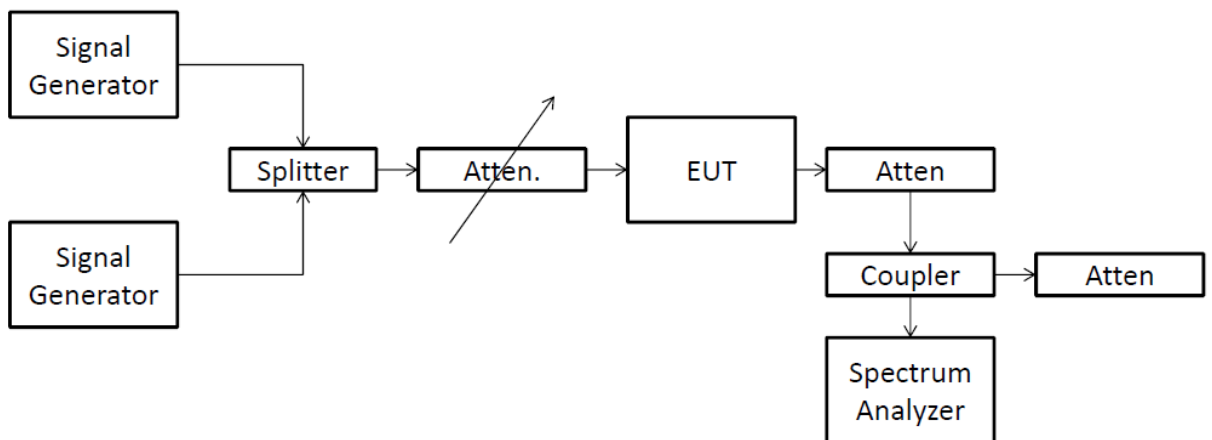 Signal
Generator
Splitter
Atten.
EUT
Atten
Signal
Generator
Coupler
Atten
Spectrum
Analyzer